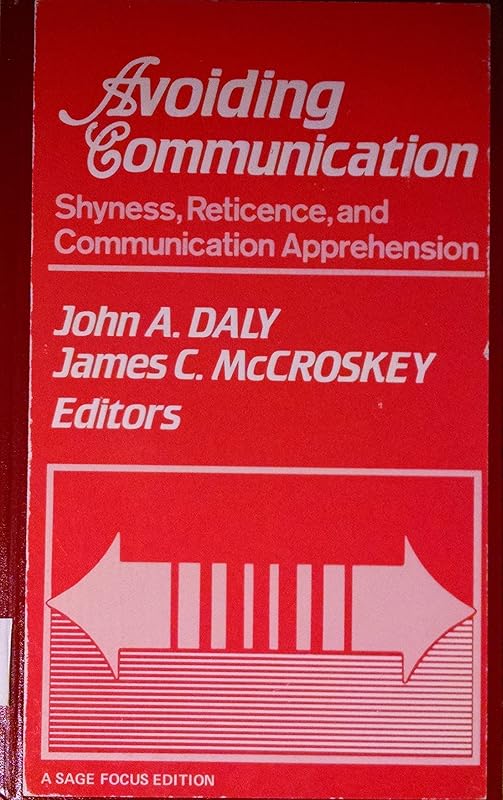 Avoiding
Communication
Shyness, Reticence, and
Communication Apprehension
John A. DALY
James C. McCROSKEY
Editors
A SAGE FOCUS EDITION